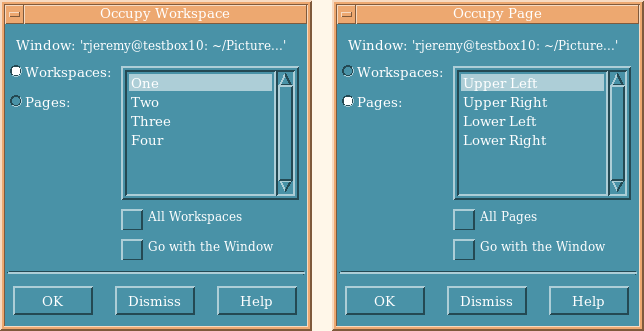 Occupy Workspace
Window: 'rjeremy@testbox10: ~/Picture...'
Workspaces:
Pages:
One
Two
Three
Four
All Workspaces
Go with the Window
OK
Dismiss
Help
Occupy Page
Window: 'rjeremy@testbox10: ~/Picture...'
Workspaces:
Pages:
Upper Left
Upper Right
Lower Left
Lower Right
All Pages
Go with the Window
OK
Dismiss
Help